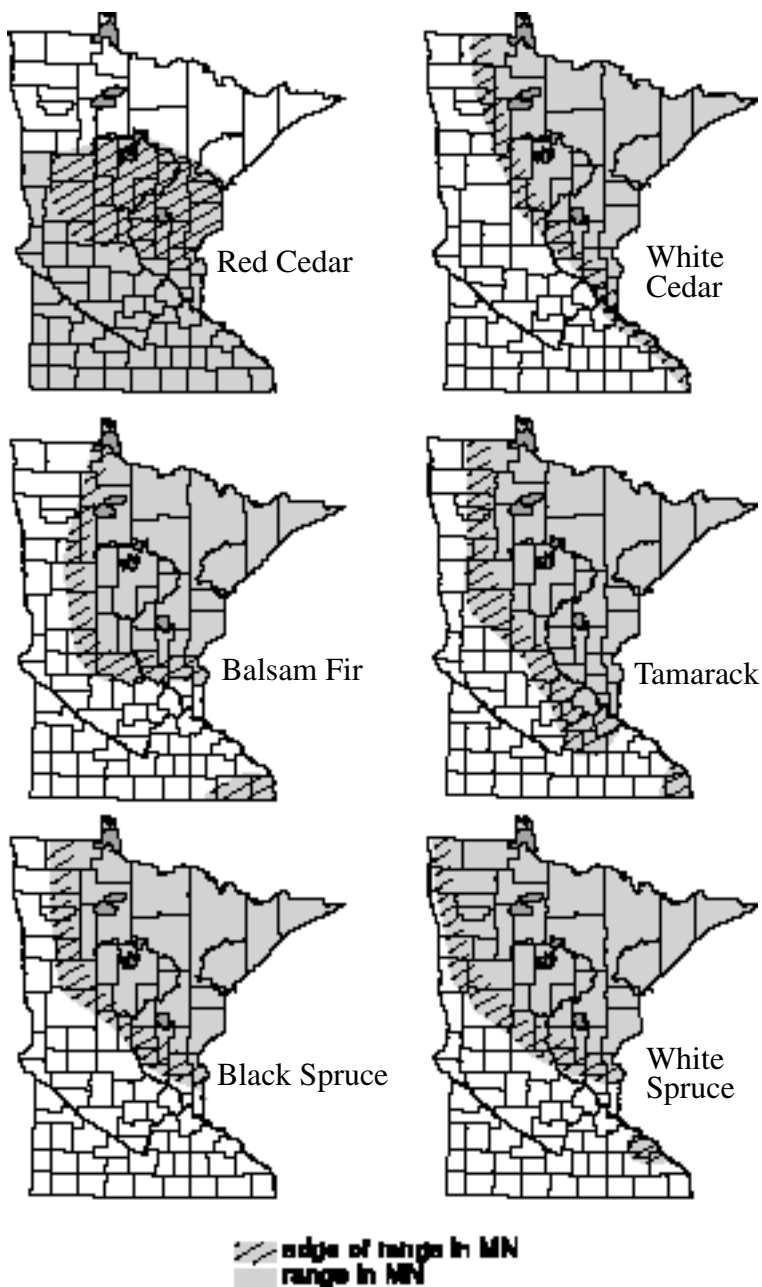 Red Cedar
White
Cedar
Balsam Fir
Tamarack
Black Spruce
White
Spruce
edge of range in MN
range in MN